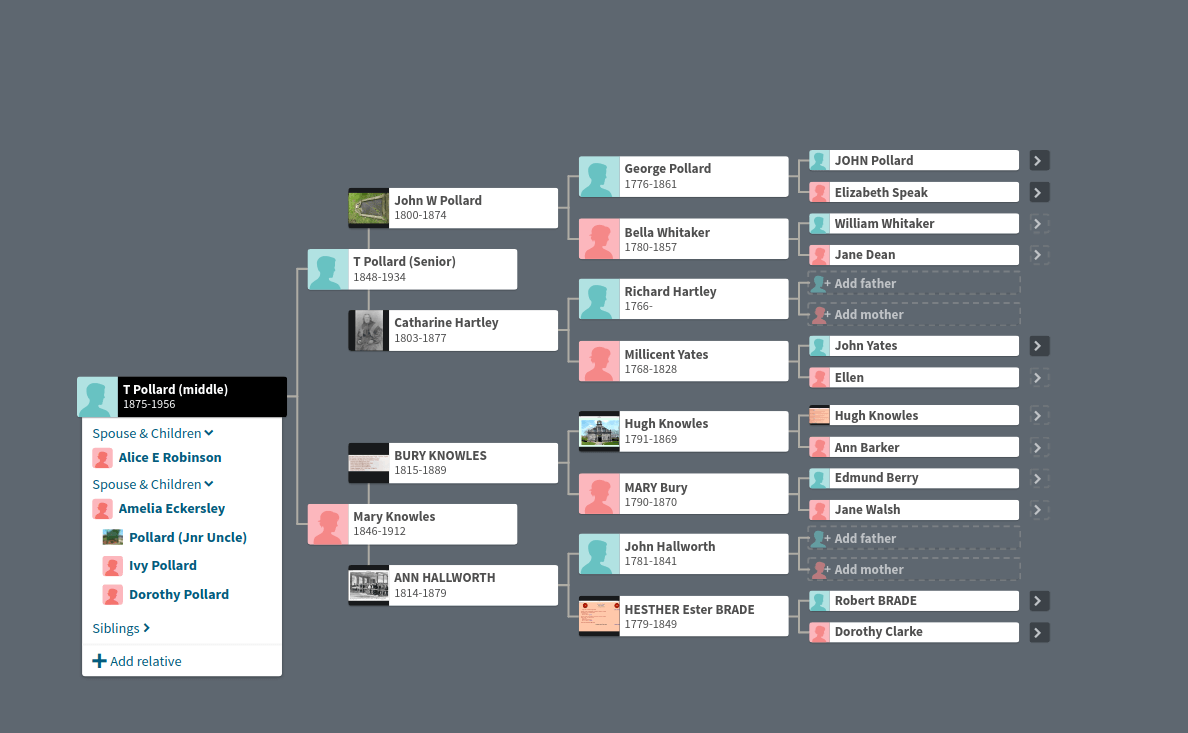 JOHN Pollard
George Pollard
1776-1861
Elizabeth Speak
John W Pollard
1800-1874
William Whitaker
Bella Whitaker
1780-1857
Jane Dean
T Pollard (Senior)
1848-1934
+ Add father
Richard Hartley
1766-
+ Add mother
Catharine Hartley
1803-1877
John Yates
Millicent Yates
1768-1828
Ellen
T Pollard (middle)
1875-1956
Spouse & Children
Alice E Robinson
Spouse & Children
Amelia Eckersley
Pollard (Jnr Uncle)
Ivy Pollard
Dorothy Pollard
Siblings
Add relative
Hugh Knowles
Hugh Knowles
1791-1869
Ann Barker
BURY KNOWLES
1815-1889
Edmund Berry
MARY Bury
1790-1870
Jane Walsh
Mary Knowles
1846-1912
+ Add father
John Hallworth
1781-1841
+ Add mother
ANN HALLWORTH
1814-1879
Robert BRADE
HESTHER Ester BRADE
1779-1849
Dorothy Clarke